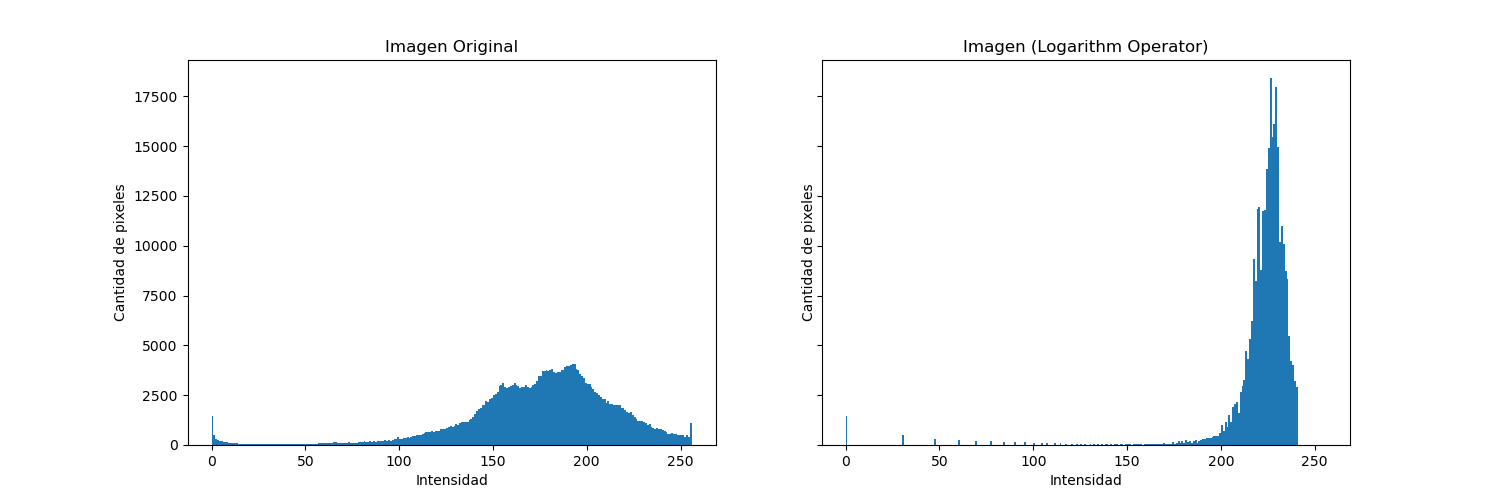 Imagen Original
Cantidad de pixeles
17500
15000
12500
10000
7500
5000
2500
0
0 50 100 150 200 250
Intensidad
Imagen (Logarithm Operator)
Cantidad de pixeles
0 50 100 150 200 250
Intensidad